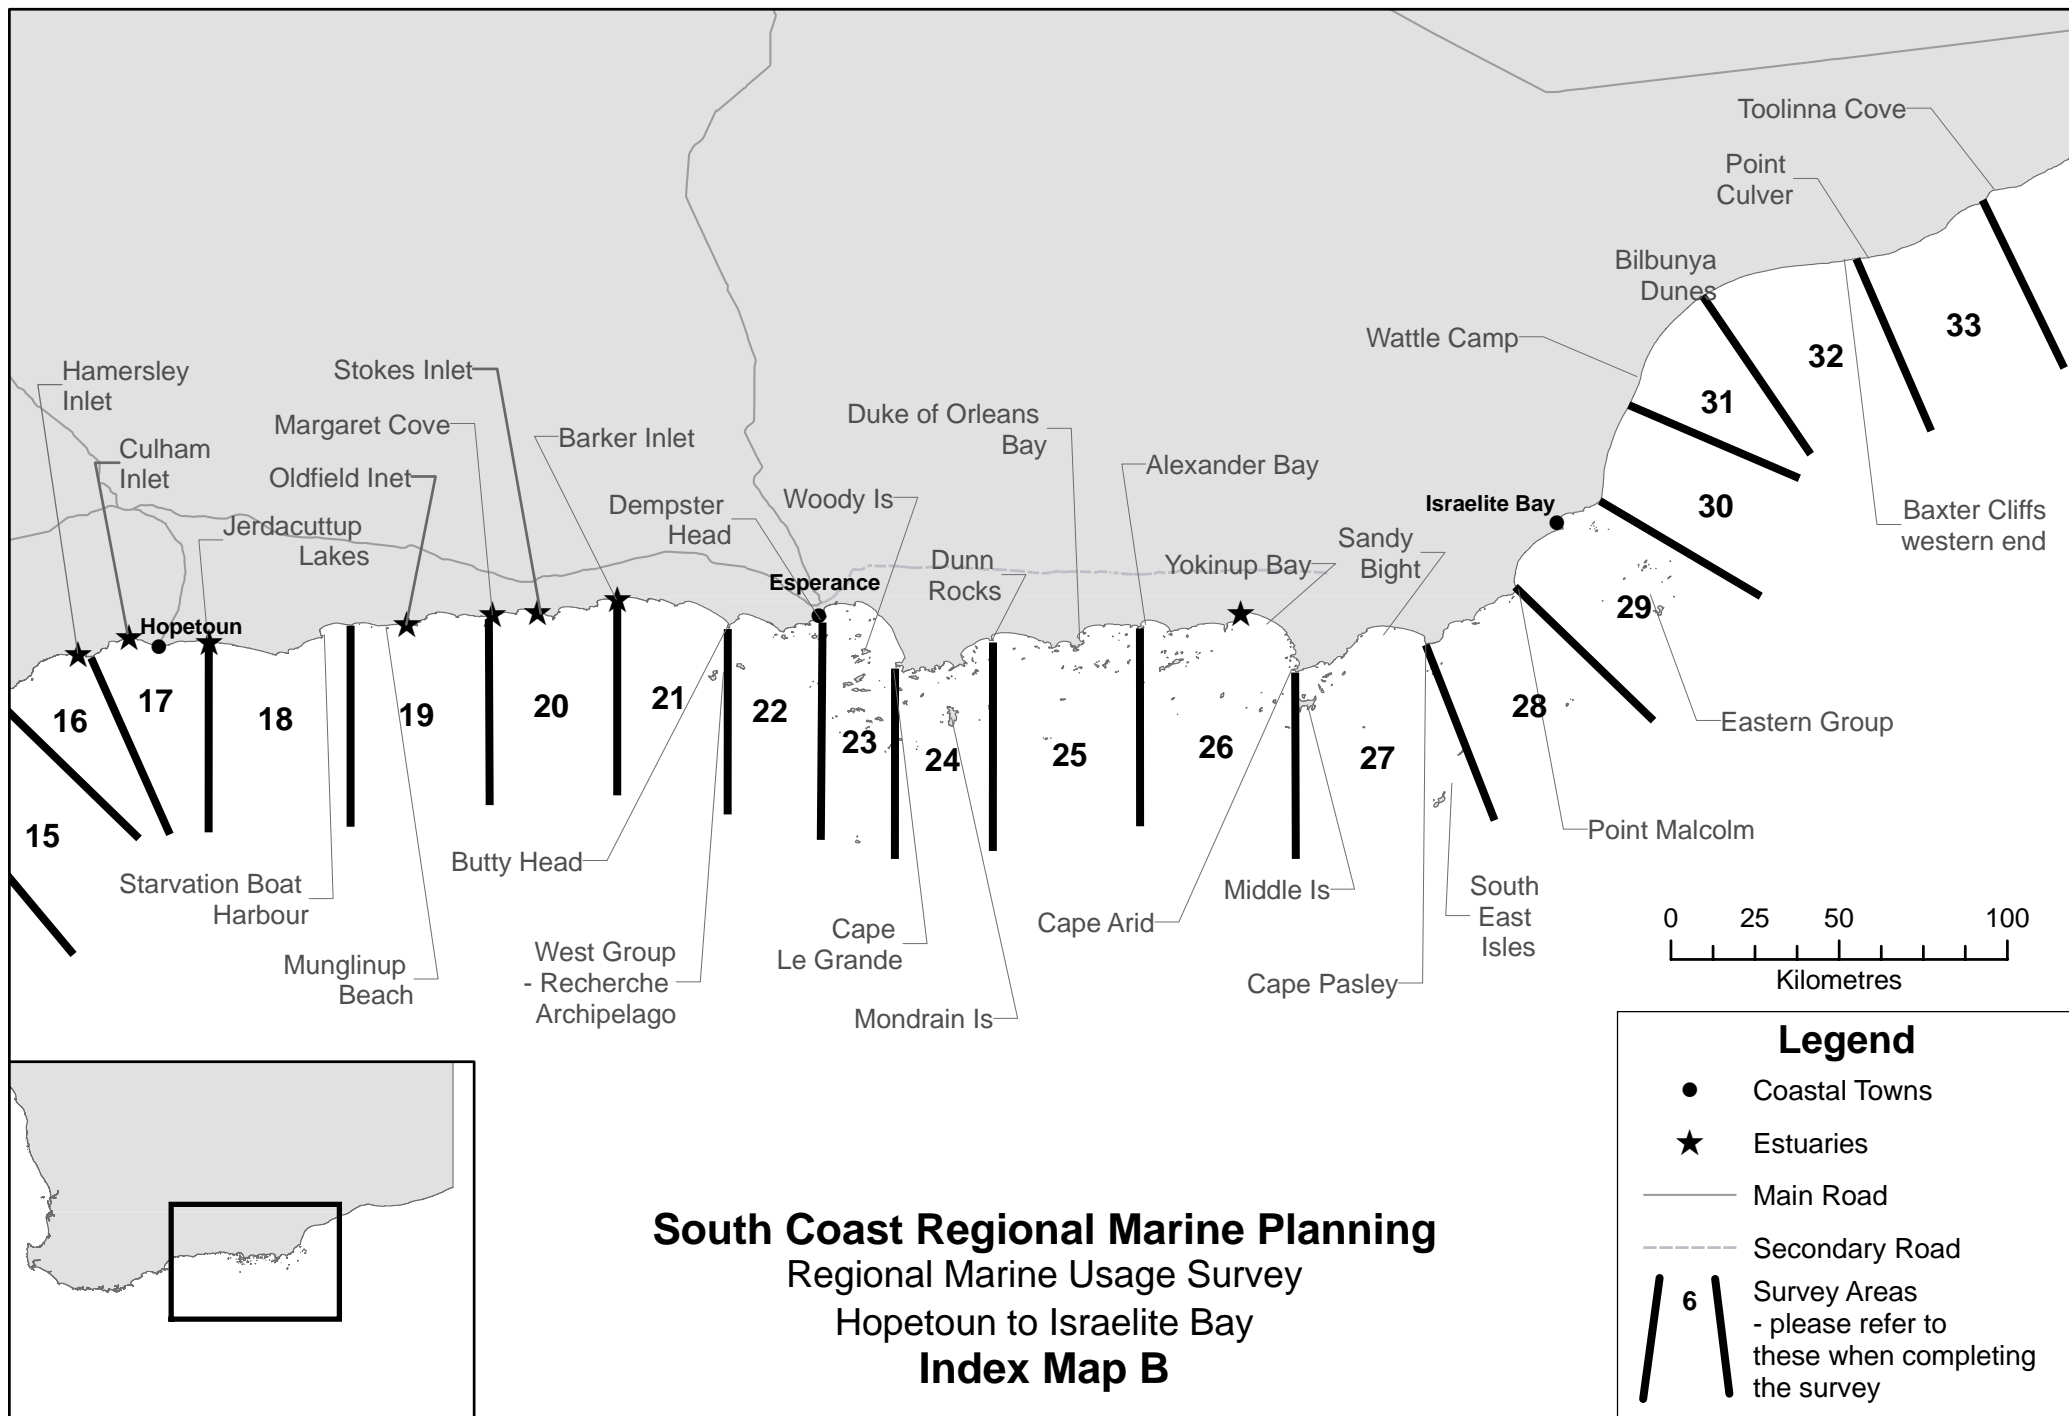 Toolinna Cove
Point
Culver
Bilbunya
Dunes
Wattle Camp
33
32
31
30
Baxter Cliffs
western end
Hamersley
Inlet
Stokes Inlet
Margaret Cove
Culham
Inlet
Oldfield Inet
Barker Inlet
Jerdacuttup
Lakes
Dempster
Head
Woody Is
Duke of Orleans
Bay
Alexander Bay
Dunn
Rocks
Yokinup Bay
Sandy
Bight
Israelite Bay
Esperance
Hopetoun
15
16
17
18
19
20
21
22
23
24
25
26
27
28
29
Eastern Group
Point Malcolm
Starvation Boat
Harbour
Munglinup
Beach
Butty Head
West Group
- Recherche
Archipelago
Cape
Le Grande
Mondrain Is
Cape Arid
Middle Is
Cape Pasley
South
East
Isles
0 25 50 100
Kilometres
Legend
Coastal Towns
Estuaries
Main Road
Secondary Road
6
Survey Areas
- please refer to
these when completing
the survey
South Coast Regional Marine Planning
Regional Marine Usage Survey
Hopetoun to Israelite Bay
Index Map B